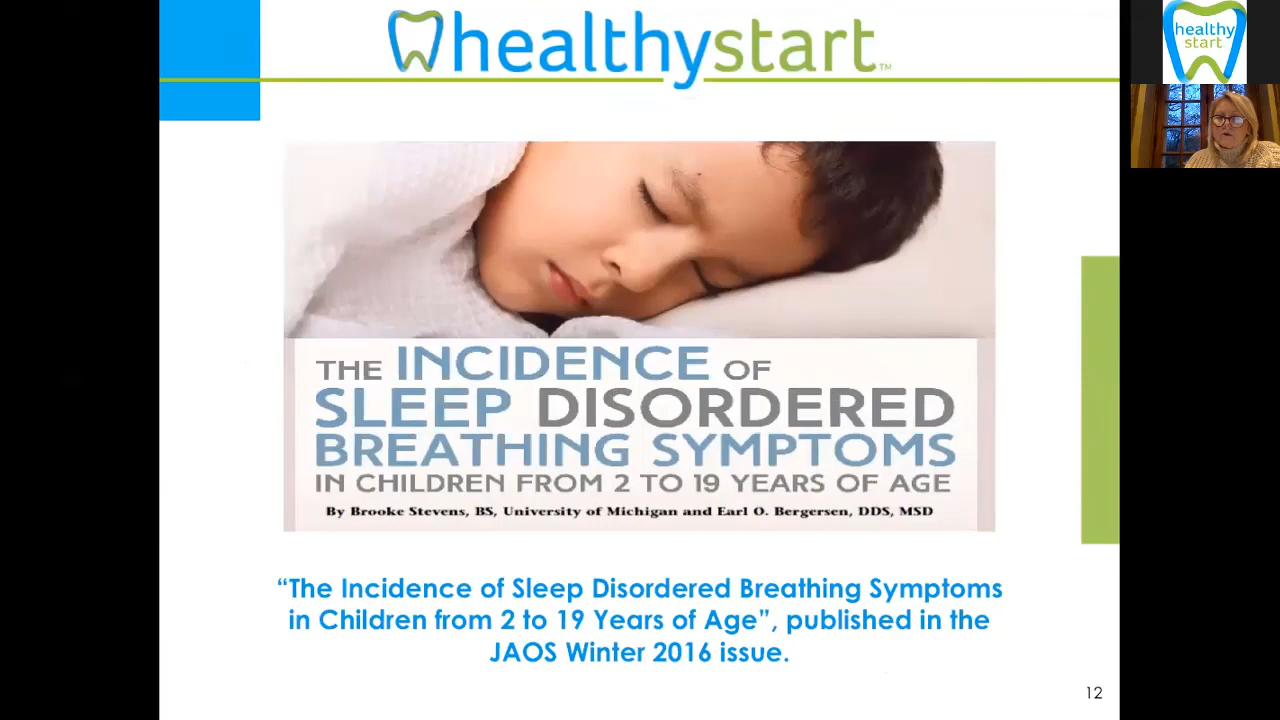 healthystart™
healthy
start
THE INCIDENCE OF
SLEEP DISORDERED
BREATHING SYMPTOMS
IN CHILDREN FROM 2 TO 19 YEARS OF AGE
By Brooke Stevens, BS, University of Michigan and Earl O. Bergersen, DDS, MSD
“The Incidence of Sleep Disordered Breathing Symptoms
in Children from 2 to 19 Years of Age”, published in the
JAOS Winter 2016 issue.
12